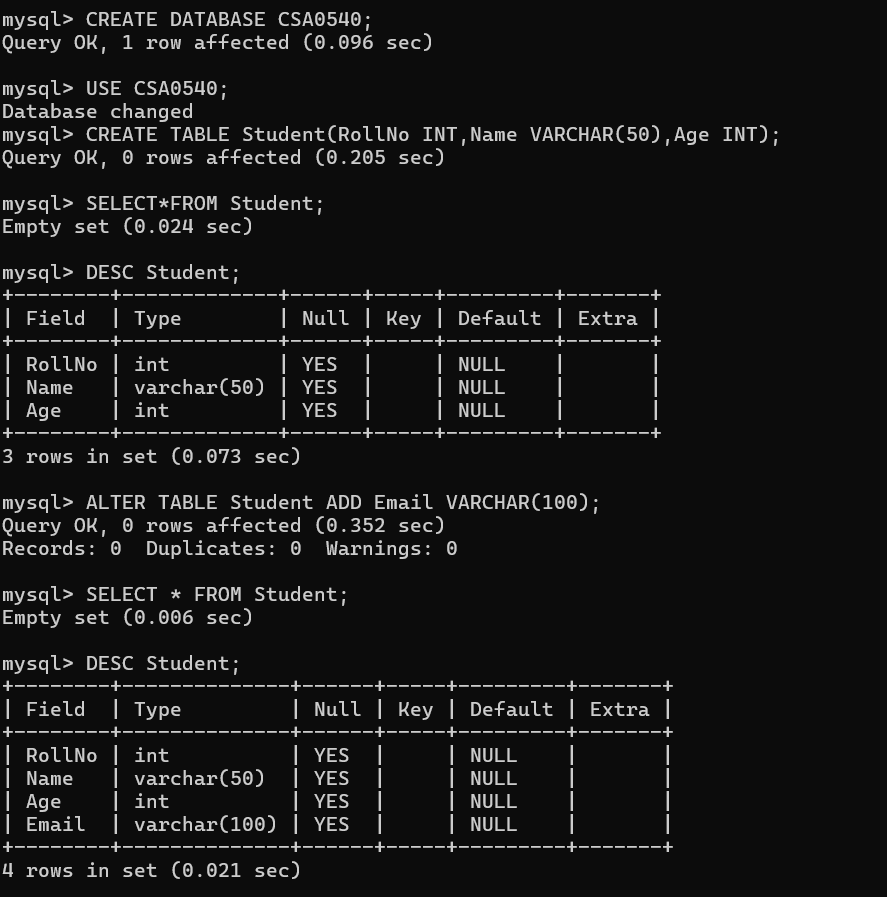 mysql> CREATE DATABASE CSA0540;
Query OK, 1 row affected (0.096 sec)

mysql> USE CSA0540;
Database changed
mysql> CREATE TABLE Student(RollNo INT,Name VARCHAR(50),Age INT);
Query OK, 0 rows affected (0.205 sec)

mysql> SELECT*FROM Student;
Empty set (0.024 sec)

mysql> DESC Student;
+--------+-------------+------+-----+---------+-------+
| Field  | Type        | Null | Key | Default | Extra |
+--------+-------------+------+-----+---------+-------+
| RollNo | int         | YES  |     | NULL    |       |
| Name   | varchar(50) | YES  |     | NULL    |       |
| Age    | int         | YES  |     | NULL    |       |
+--------+-------------+------+-----+---------+-------+
3 rows in set (0.073 sec)

mysql> ALTER TABLE Student ADD Email VARCHAR(100);
Query OK, 0 rows affected (0.352 sec)
Records: 0  Duplicates: 0  Warnings: 0

mysql> SELECT * FROM Student;
Empty set (0.006 sec)

mysql> DESC Student;
+--------+--------------+------+-----+---------+-------+
| Field  | Type         | Null | Key | Default | Extra |
+--------+--------------+------+-----+---------+-------+
| RollNo | int          | YES  |     | NULL    |       |
| Name   | varchar(50)  | YES  |     | NULL    |       |
| Age    | int          | YES  |     | NULL    |       |
| Email  | varchar(100) | YES  |     | NULL    |       |
+--------+--------------+------+-----+---------+-------+
4 rows in set (0.021 sec)